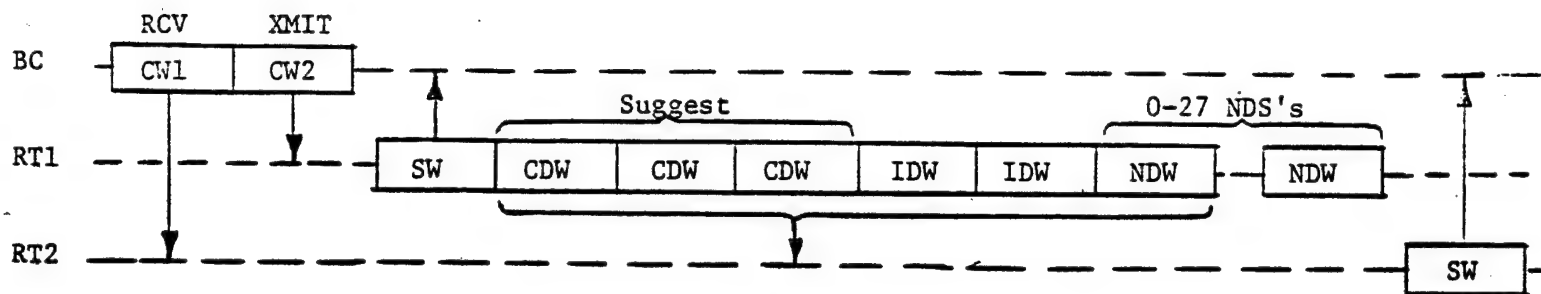 RCV XMIT
BC CW1 CW2
Suggest 0-27 NDS's
RT1 SW CDW CDW CDW IDW IDW NDW NDW
RT2 SW